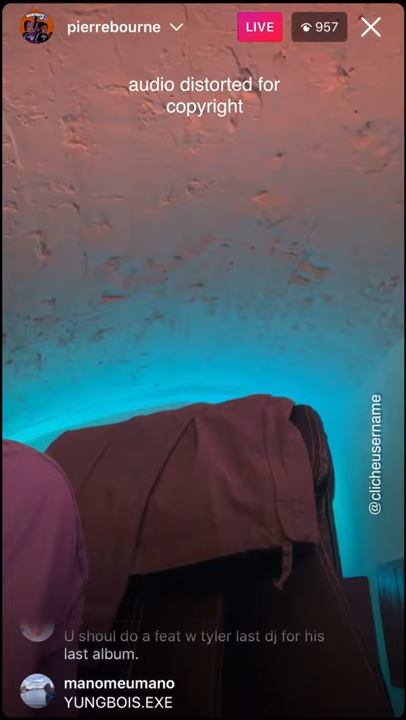 pierrebourne
LIVE
957
audio distorted for
copyright
@clicheusername
U shoul do a feat w tyler last dj for his
last album.
manomeumano
YUNGBOIS.EXE